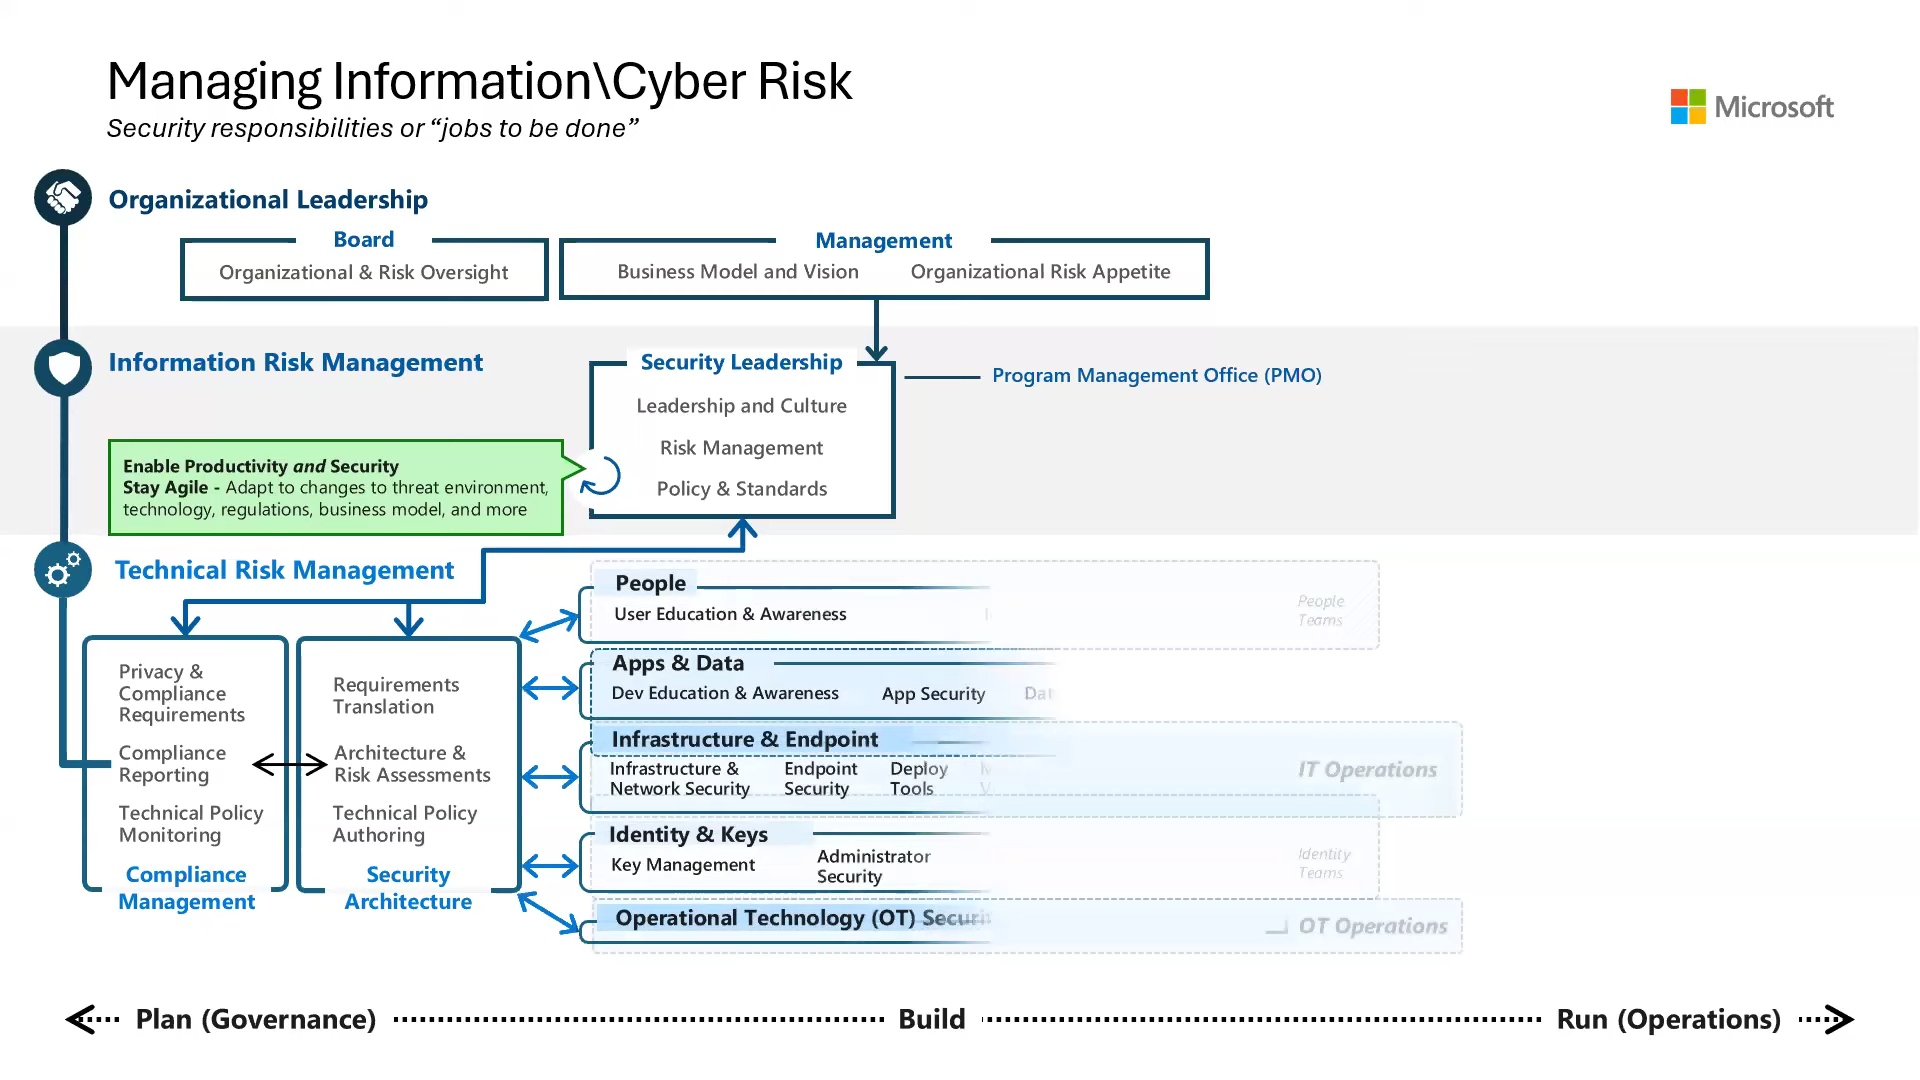 Managing Information\Cyber Risk
Security responsibilities or “jobs to be done”
Microsoft
Organizational Leadership
Board
Organizational & Risk Oversight
Management
Business Model and Vision
Organizational Risk Appetite
Information Risk Management
Security Leadership
Program Management Office (PMO)
Leadership and Culture
Risk Management
Policy & Standards
Enable Productivity and Security
Stay Agile - Adapt to changes to threat environment,
technology, regulations, business model, and more
Technical Risk Management
Privacy &
Compliance
Requirements
Compliance
Reporting
Technical Policy
Monitoring
Compliance
Management
Requirements
Translation
Architecture &
Risk Assessments
Technical Policy
Authoring
Security
Architecture
People
User Education & Awareness
People
Teams
Apps & Data
Dev Education & Awareness
App Security
Infrastructure & Endpoint
Infrastructure &
Network Security
Endpoint
Security
Deploy
Tools
IT Operations
Identity & Keys
Key Management
Administrator
Security
Identity
Teams
Operational Technology (OT)
OT Operations
Plan (Governance)
Build
Run (Operations)